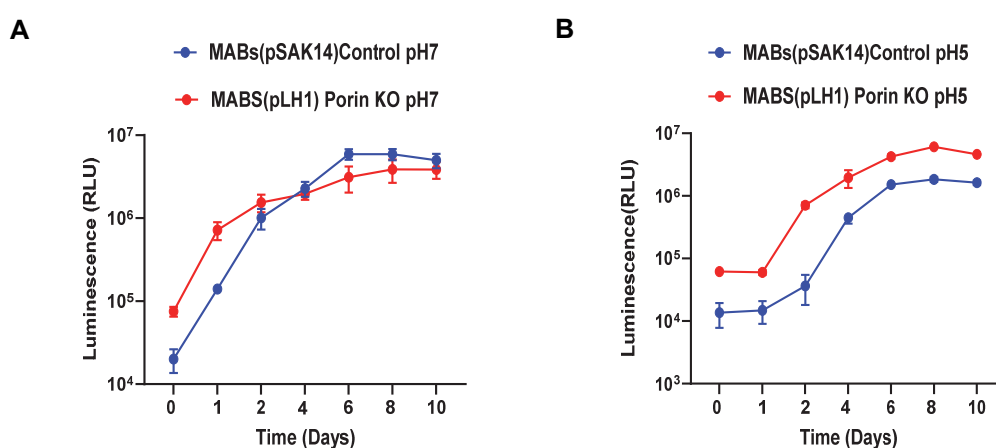 A
MABs(pSAK14)Control pH7
MABS(pLH1) Porin KO pH7
Luminescence (RLU)
10⁷
10⁶
10⁵
10⁴
0 1 2 4 6 8 10
Time (Days)
B
MABs(pSAK14)Control pH5
MABS(pLH1) Porin KO pH5
Luminescence(RLU)
10⁷
10⁶
10⁵
10⁴
10³
0 1 2 4 6 8 10
Time (Days)